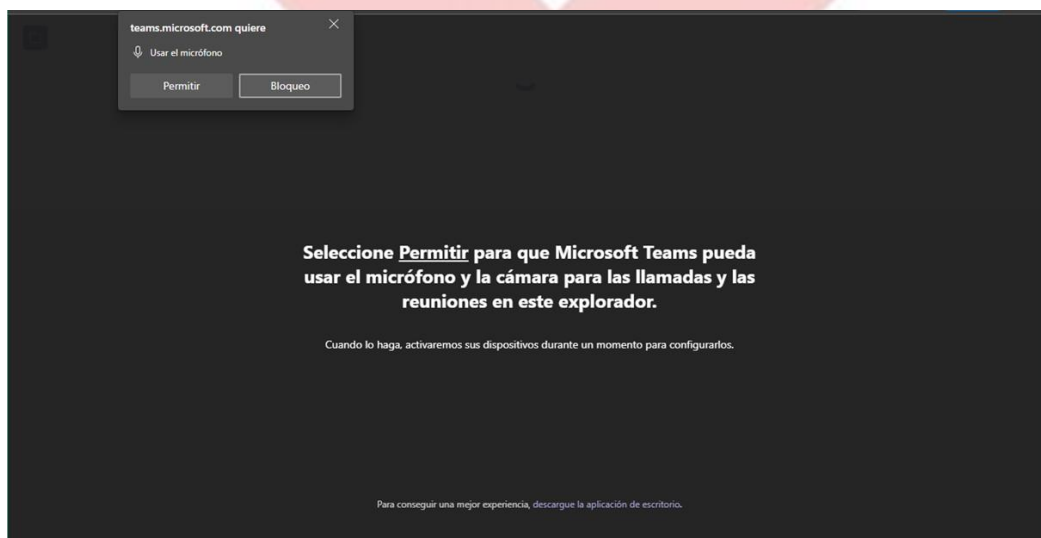 teams.microsoft.com quiere
Usar el micrófono
Permitir Bloqueo
Seleccione Permitir para que Microsoft Teams pueda
usar el micrófono y la cámara para las llamadas y las
reuniones en este explorador.
Cuando lo haga, activaremos sus dispositivos durante un momento para configurarlos.
Para conseguir una mejor experiencia, descargue la aplicación de escritorio.